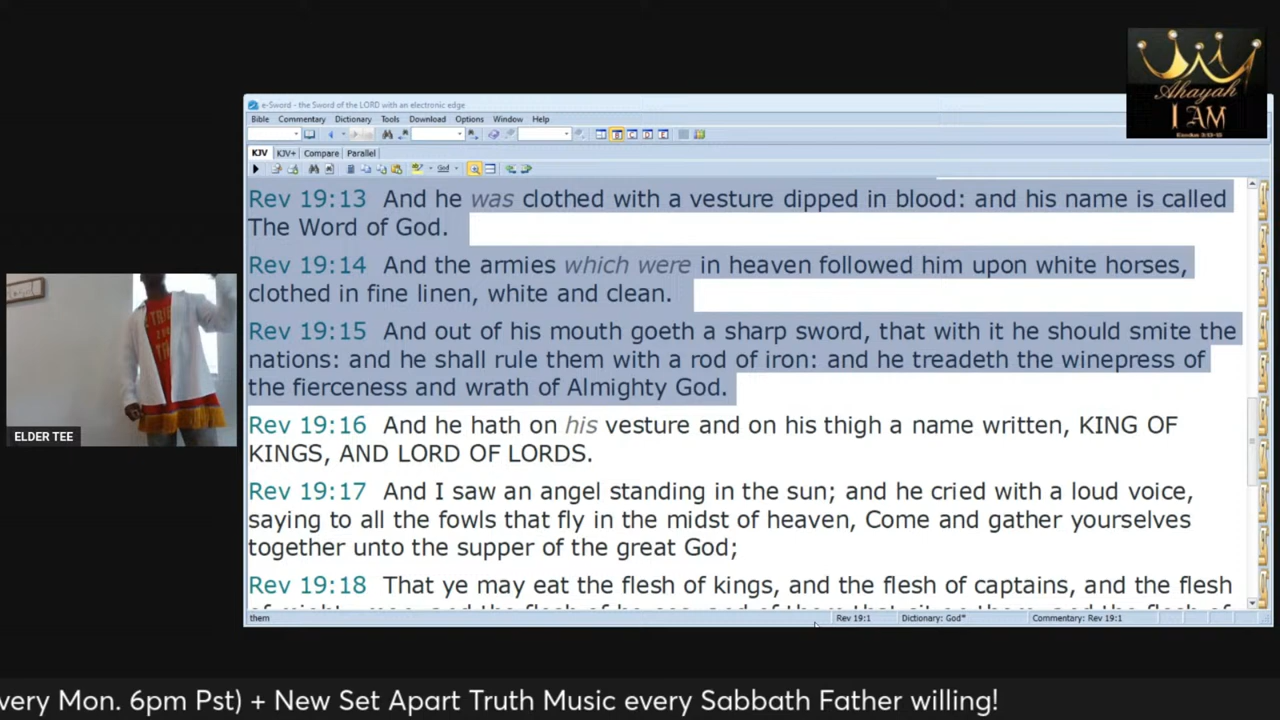 Ahayah
I AM
Exodus 3:13-15
e-Sword - the Sword of the LORD with an electronic edge
Bible Commentary Dictionary Tools Download Options Window Help
KJV KJV+ Compare Parallel
Rev 19:13 And he was clothed with a vesture dipped in blood: and his name is called
The Word of God.
Rev 19:14 And the armies which were in heaven followed him upon white horses,
clothed in fine linen, white and clean.
Rev 19:15 And out of his mouth goeth a sharp sword, that with it he should smite the
nations: and he shall rule them with a rod of iron: and he treadeth the winepress of
the fierceness and wrath of Almighty God.
Rev 19:16 And he hath on his vesture and on his thigh a name written, KING OF
KINGS, AND LORD OF LORDS.
Rev 19:17 And I saw an angel standing in the sun; and he cried with a loud voice,
saying to all the fowls that fly in the midst of heaven, Come and gather yourselves
together unto the supper of the great God;
Rev 19:18 That ye may eat the flesh of kings, and the flesh of captains, and the flesh
them Rev 19:1 Dictionary: God* Commentary: Rev 19:1
ELDER TEE
very Mon. 6pm Pst) + New Set Apart Truth Music every Sabbath Father willing!